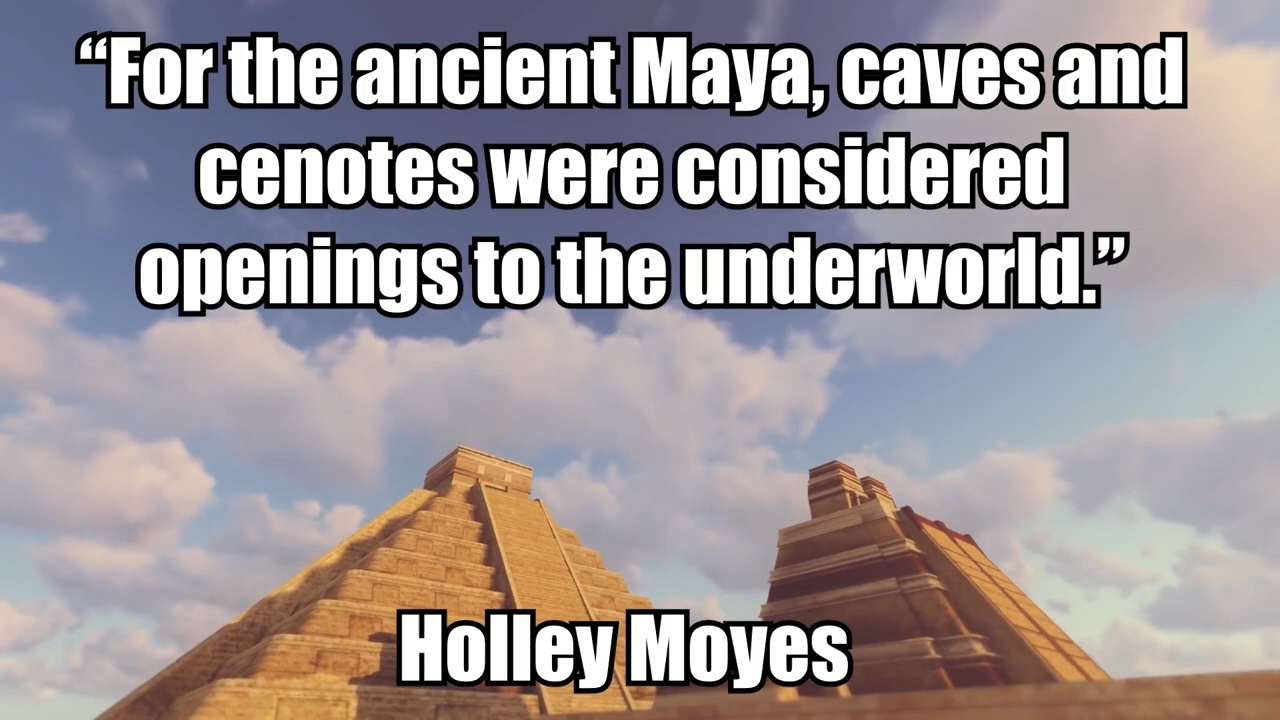 “For the ancient Maya, caves and
cenotes were considered
openings to the underworld.”
Holley Moyes